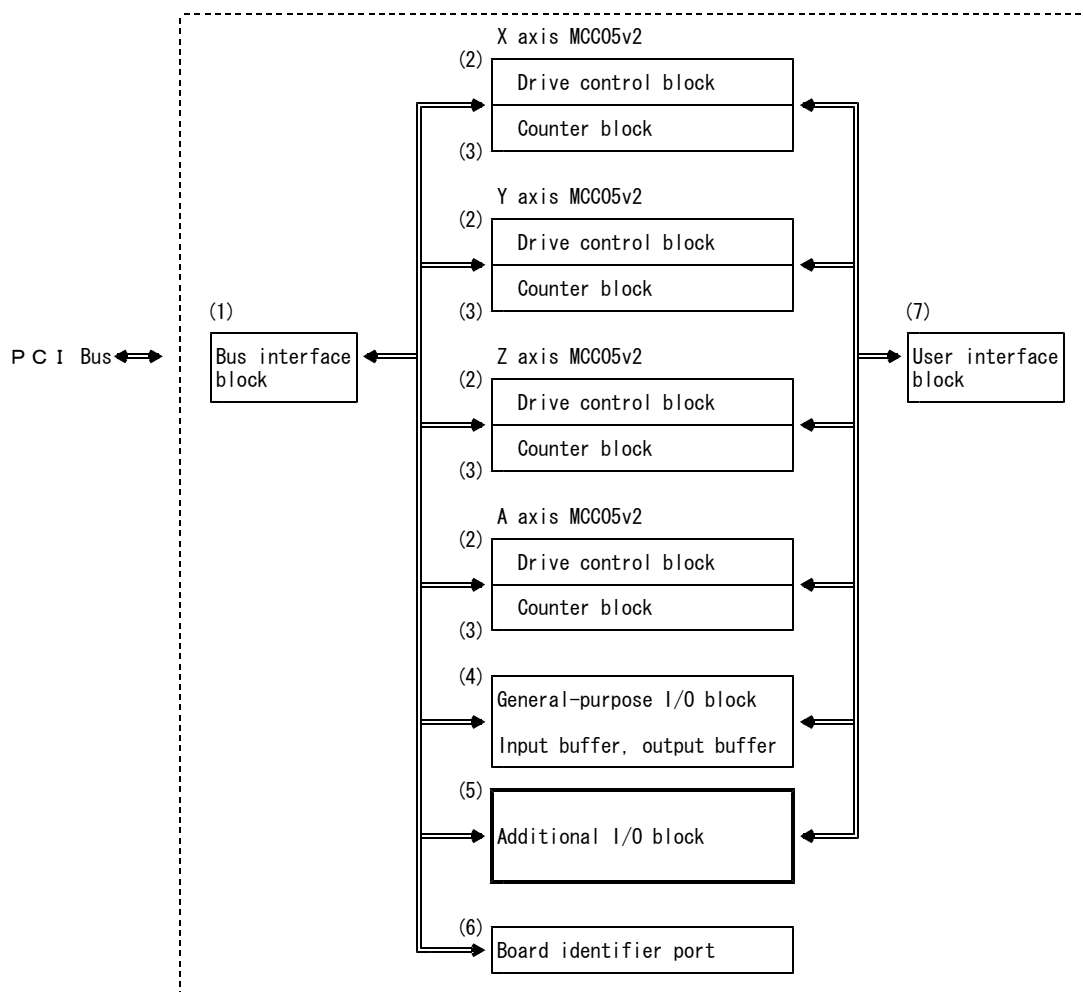 X axis MCC05v2
(2)
Drive control block
Counter block
(3)
Y axis MCC05v2
(2)
Drive control block
Counter block
(3)
(1)
(7)
PCI Bus
Bus interface
block
User interface
block
Z axis MCC05v2
(2)
Drive control block
Counter block
(3)
A axis MCC05v2
(2)
Drive control block
Counter block
(3)
(4)
General-purpose I/O block
Input buffer, output buffer
(5)
Additional I/O block
(6)
Board identifier port